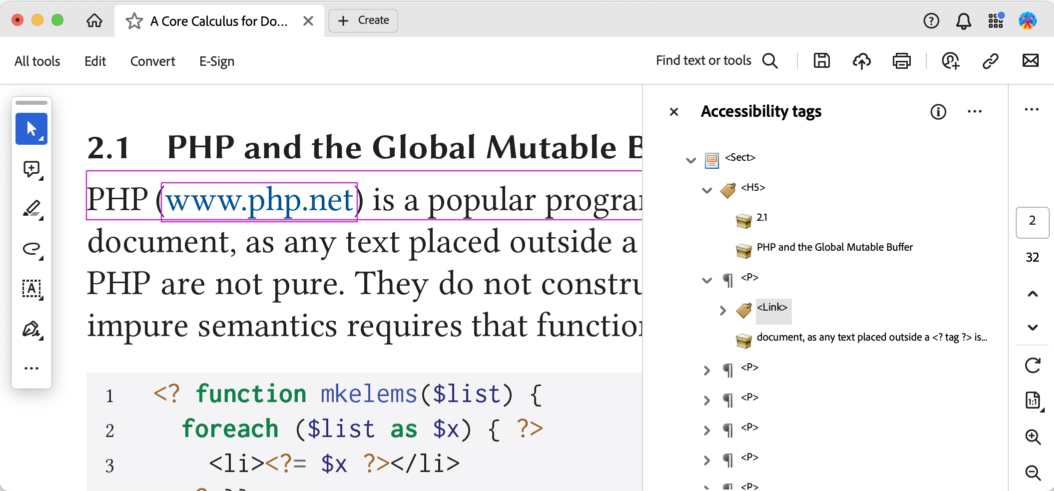 A Core Calculus for Do...
Create
All tools
Edit
Convert
E-Sign
Find text or tools
2.1 PHP and the Global Mutable B
PHP (www.php.net) is a popular progra
document, as any text placed outside a
PHP are not pure. They do not constru
impure semantics requires that function
1 <? function mkelems($list) {
2 foreach ($list as $x) { ?>
3 <li><?= $x ?></li>
Accessibility tags
<Sect>
<H5>
2.1
PHP and the Global Mutable Buffer
<P>
<Link>
document, as any text placed outside a <? tag ?> is...
<P>
<P>
<P>
<P>
<P>
2
32
1:1